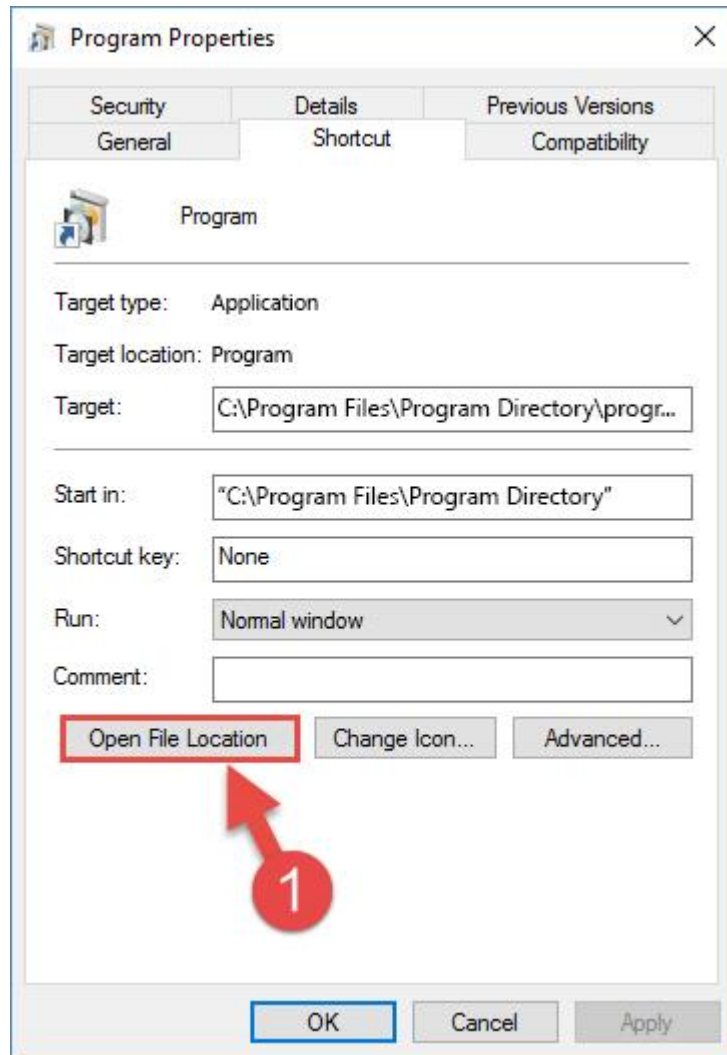 Program Properties
Security Details Previous Versions
General Shortcut Compatibility
Program
Target type: Application
Target location: Program
Target: C:\Program Files\Program Directory\progr...
Start in: “C:\Program Files\Program Directory”
Shortcut key: None
Run: Normal window
Comment:
Open File Location Change Icon... Advanced...
1
OK Cancel Apply